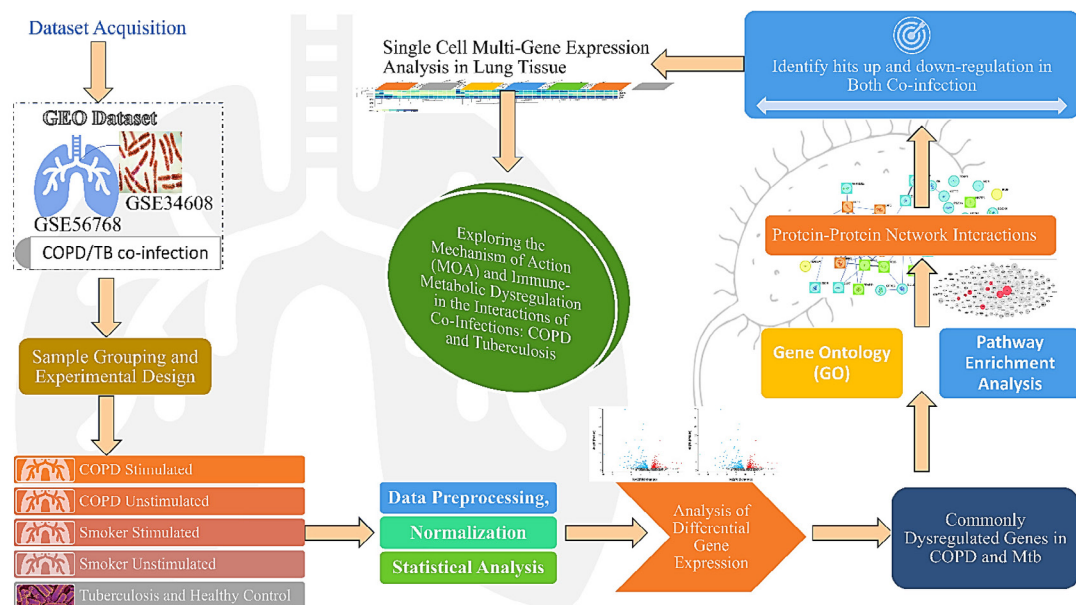 Dataset Acquisition
GEO Dataset
GSE34608
GSE56768
COPD/TB co-infection
Sample Grouping and
Experimental Design
COPD Stimulated
COPD Unstimulated
Smoker Stimulated
Smoker Unstimulated
Tuberculosis and Healthy Control
Data Preprocessing,
Normalization
Statistical Analysis
Analysis of
Differential
Gene
Expression
Commonly
Dysregulated Genes in
COPD and Mtb
Gene Ontology
(GO)
Pathway
Enrichment
Analysis
Protein-Protein Network Interactions
Identify hits up and down-regulation in
Both Co-infection
Single Cell Multi-Gene Expression
Analysis in Lung Tissue
Exploring the
Mechanism of Action
(MOA) and Immune-
Metabolic Dysregulation
in the Interactions of
Co-Infections: COPD
and Tuberculosis